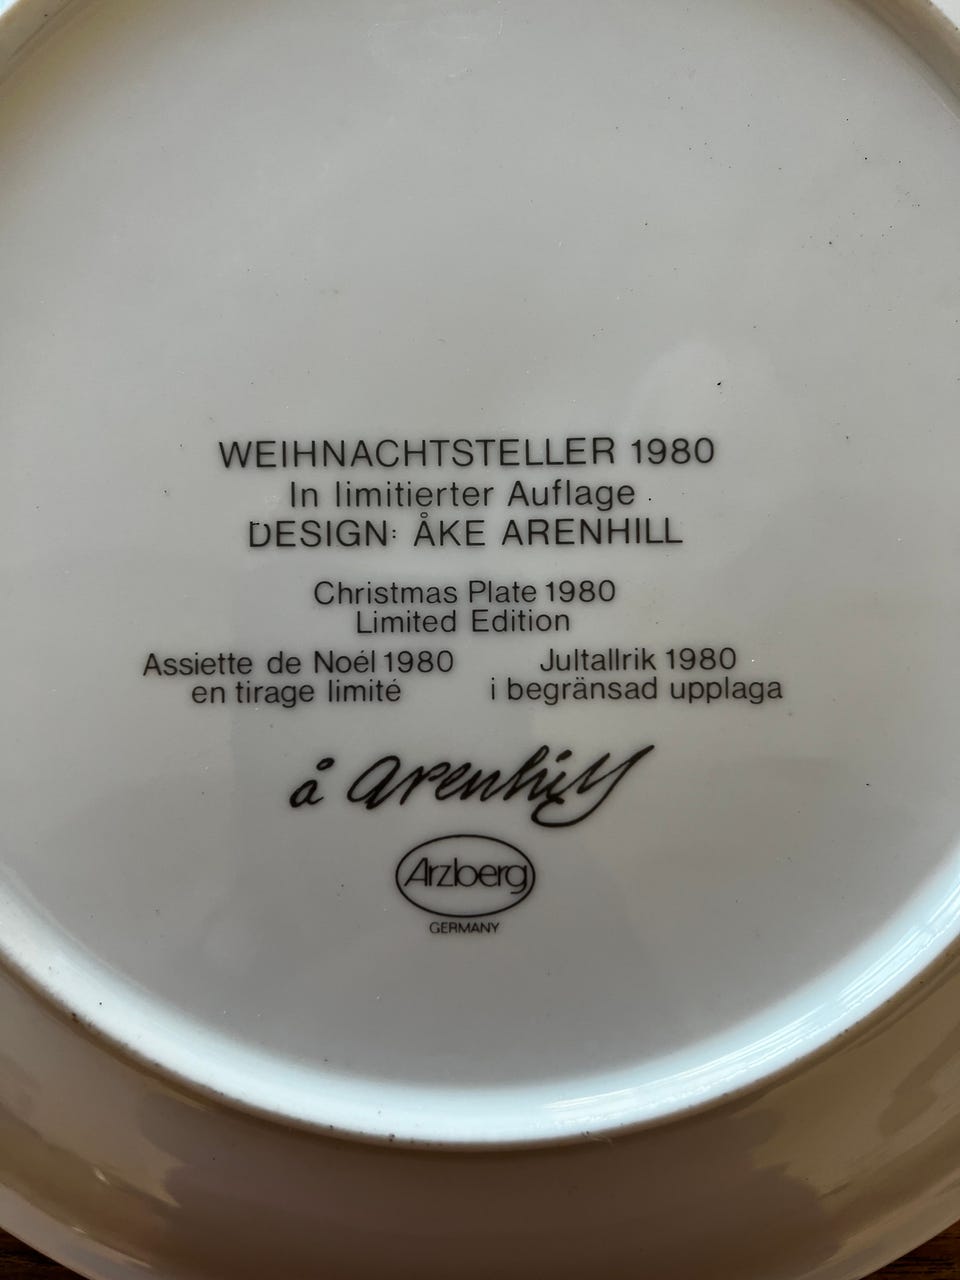 WEIHNACHTSTELLER 1980
In limitierter Auflage
DESIGN: ÅKE ARENHILL
Christmas Plate 1980
Limited Edition
Assiette de Noél 1980
en tirage limité
Jultallrik 1980
i begränsad upplaga
å Arenhill
Arzberg
GERMANY